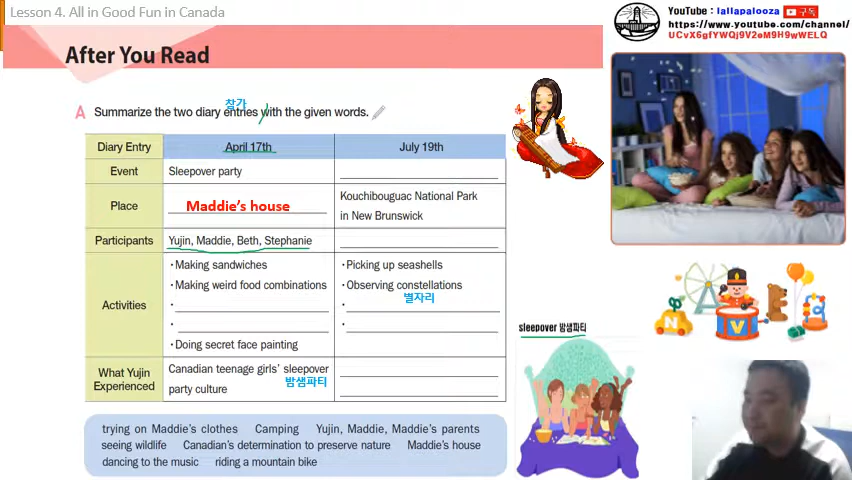 Lesson 4. All in Good Fun in Canada
YouTube : lallapalooza 구독
https://www.youtube.com/channel/
UCvX6gfYWQj9V2eM9H9wWELQ
After You Read
참가
A Summarize the two diary entries with the given words.
Diary Entry April 17th July 19th
Event Sleepover party
Place Maddie's house Kouchibouguac National Park
in New Brunswick
Participants Yujin, Maddie, Beth, Stephanie
Activities
· Making sandwiches · Picking up seashells
· Making weird food combinations · Observing constellations
별자리
· Doing secret face painting
What Yujin
Experienced
Canadian teenage girls' sleepover
party culture 밤샘파티
sleepover 밤샘파티
trying on Maddie's clothes Camping Yujin, Maddie, Maddie's parents
seeing wildlife Canadian's determination to preserve nature Maddie's house
dancing to the music riding a mountain bike
N A V E R